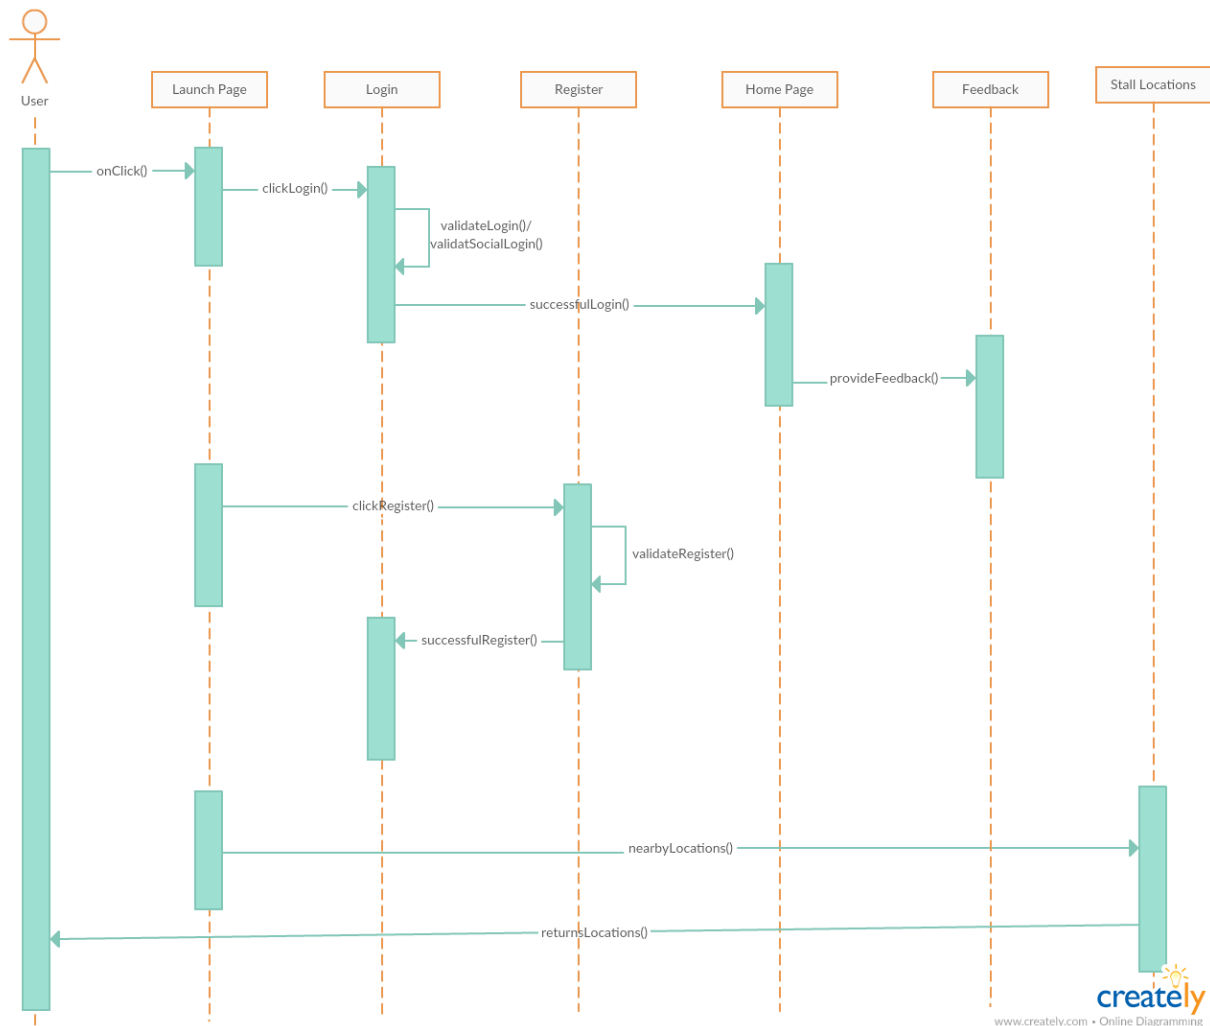 User
Launch Page
Login
Register
Home Page
Feedback
Stall Locations
onClick()
clickLogin()
validateLogin()/
validatSocialLogin()
successfulLogin()
provideFeedback()
clickRegister()
validateRegister()
successfulRegister()
nearbyLocations()
returnsLocations()
creately
www.creately.com • Online Diagramming